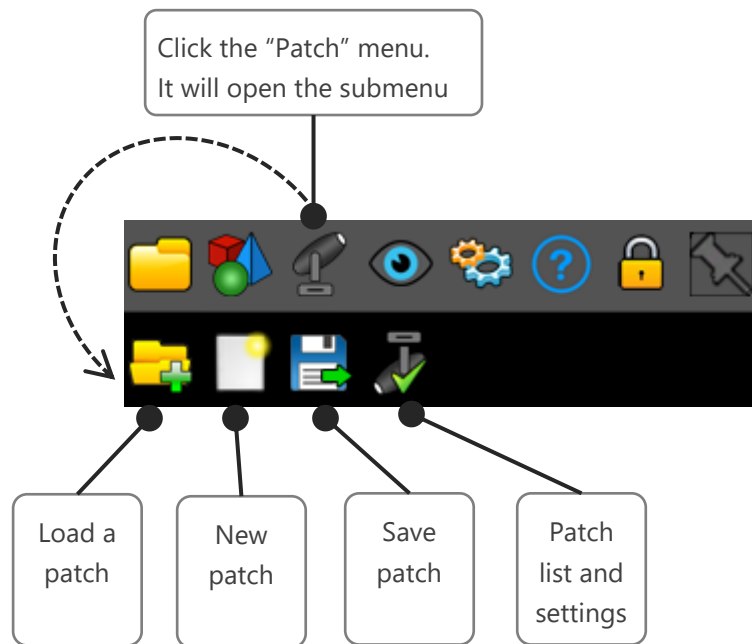 Click the “Patch” menu.
It will open the submenu
?
Load a
patch
New
patch
Save
patch
Patch
list and
settings